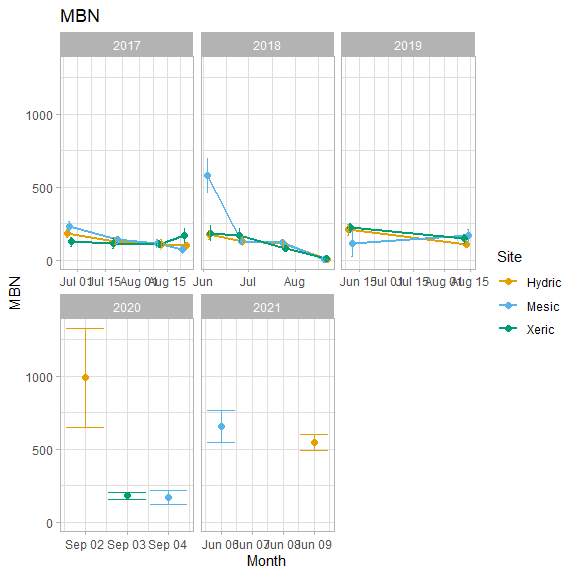 MBN
2017 2018 2019
1000
500
0
Jul 01 Jul 15 Aug 01 Aug 15 Jun Jul Aug Jun 15 Jul 01 Jul 15 Aug 01 Aug 15
MBN
Site
Hydric
Mesic
Xeric
2020 2021
1000
500
0
Sep 02 Sep 03 Sep 04 Jun 06 Jun 07 Jun 08 Jun 09
Month